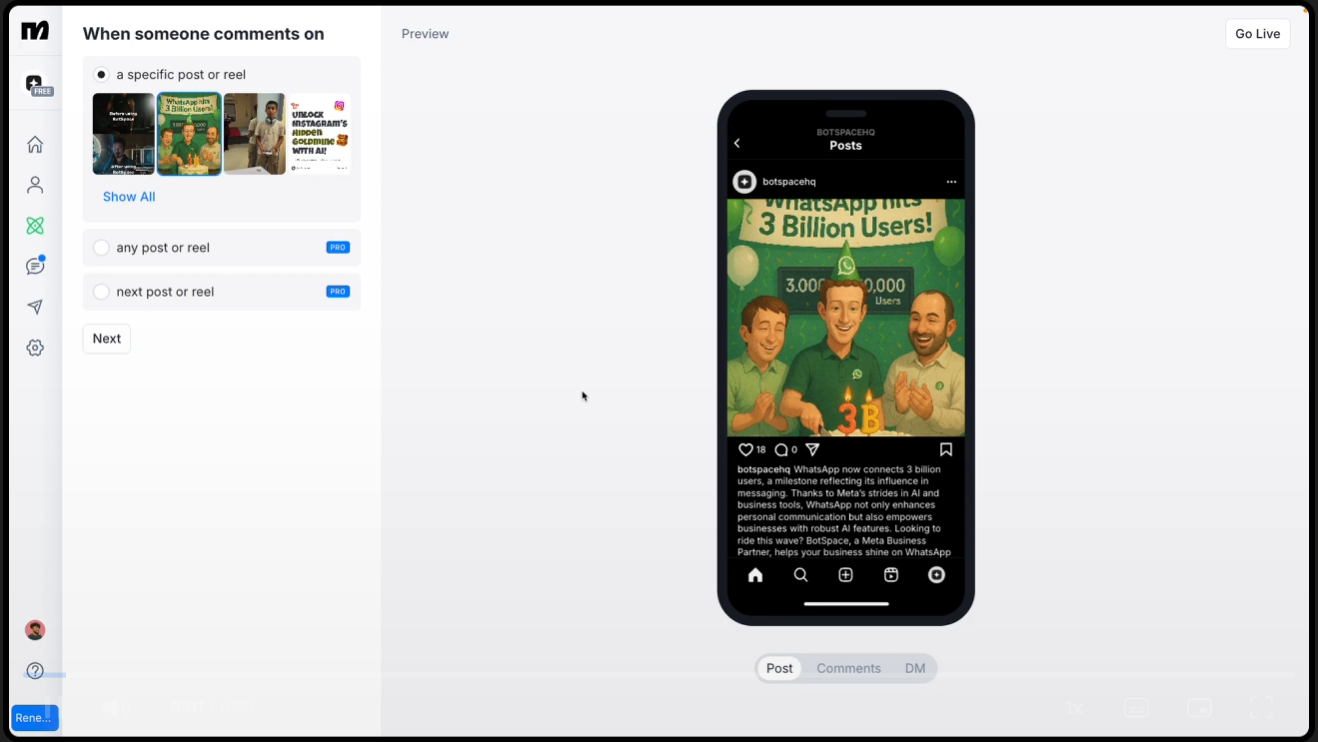 When someone comments on
Preview
Go Live
FREE
a specific post or reel
Before using
BotSpace
After using
BotSpace
WhatsApp hits
3 Billion Users!
UNLOCK
INSTAGRAM'S
HIDDEN
GOLDMINE
WITH AI!
Show All
any post or reel
PRO
next post or reel
PRO
Next
BOTSPACEHQ
Posts
botspacehq
WhatsApp hits
3 Billion Users!
3.000 0,000
Users
3B
18
0
botspacehq WhatsApp now connects 3 billion
users, a milestone reflecting its influence in
messaging. Thanks to Meta's strides in AI and
business tools, WhatsApp not only enhances
personal communication but also empowers
businesses with robust AI features. Looking to
ride this wave? BotSpace, a Meta Business
Partner, helps your business shine on WhatsApp
Post
Comments
DM
Rene...
1x